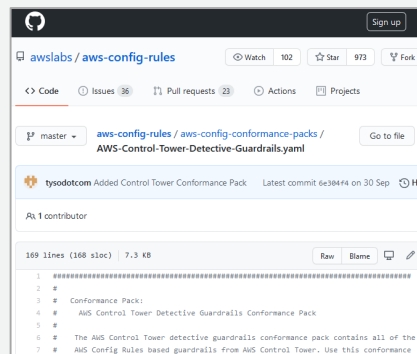 Sign up
awslabs / aws-config-rules
Watch 102
Star 973
Fork
Code
Issues 36
Pull requests 23
Actions
Projects
master
aws-config-rules / aws-config-conformance-packs /
AWS-Control-Tower-Detective-Guardrails.yaml
Go to file
tysodotcom Added Control Tower Conformance Pack
Latest commit 6e304f4 on 30 Sep
H
1 contributor
169 lines (168 sloc) 7.3 KB
Raw Blame
1 ##################################################################################
2 #
3 # Conformance Pack:
4 # AWS Control Tower Detective Guardrails Conformance Pack
5 #
6 # The AWS Control Tower detective guardrails conformance pack contains all of the
7 # AWS Config Rules based guardrails from AWS Control Tower. Use this conformance